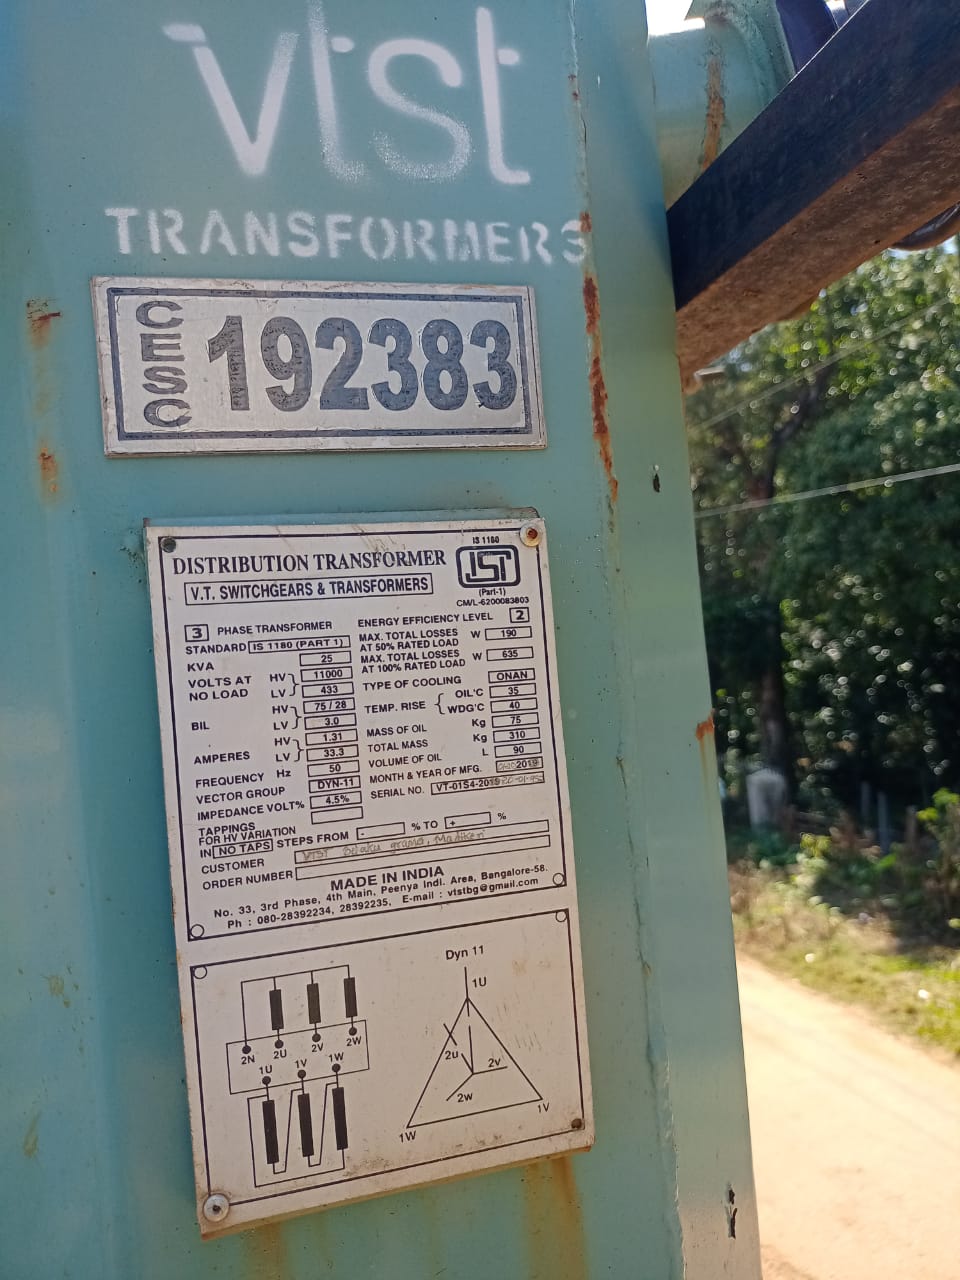 vtst
TRANSFORMERS
CESC 192383
IS 1180
DISTRIBUTION TRANSFORMER
V.T. SWITCHGEARS & TRANSFORMERS
ISI
(Part-1)
CM/L-6200083803
3 PHASE TRANSFORMER
STANDARD IS 1180 (PART 1)
KVA 25
VOLTS AT NO LOAD HV 11000
LV 433
BIL HV 75 / 28
LV 3.0
AMPERES HV 1.31
LV 33.3
FREQUENCY Hz 50
VECTOR GROUP DYN-11
IMPEDANCE VOLT% 4.5%
TAPPINGS
FOR HV VARIATION
IN NO TAPS STEPS FROM - % TO + %
CUSTOMER VTST
ORDER NUMBER
ENERGY EFFICIENCY LEVEL 2
MAX. TOTAL LOSSES AT 50% RATED LOAD W 190
MAX. TOTAL LOSSES AT 100% RATED LOAD W 635
TYPE OF COOLING ONAN
TEMP. RISE OIL'C 35
WDG'C 40
MASS OF OIL Kg 75
TOTAL MASS Kg 310
VOLUME OF OIL L 90
MONTH & YEAR OF MFG. 2019
SERIAL NO. VT-01S4-2019
MADE IN INDIA
No. 33, 3rd Phase, 4th Main, Peenya Indl. Area, Bangalore-58.
Ph : 080-28392234, 28392235, E-mail : vtstbg@gmail.com
2N 2U 2V 2W
1U 1V 1W
Dyn 11
1U
2u 2v
2w
1W 1V